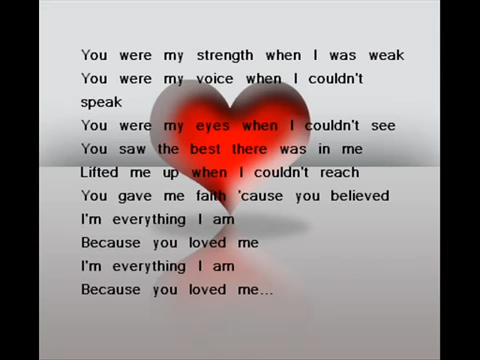 You were my strength when I was weak
You were my voice when I couldn't
speak
You were my eyes when I couldn't see
You saw the best there was in me
Lifted me up when I couldn't reach
You gave me faith 'cause you believed
I'm everything I am
Because you loved me
I'm everything I am
Because you loved me...